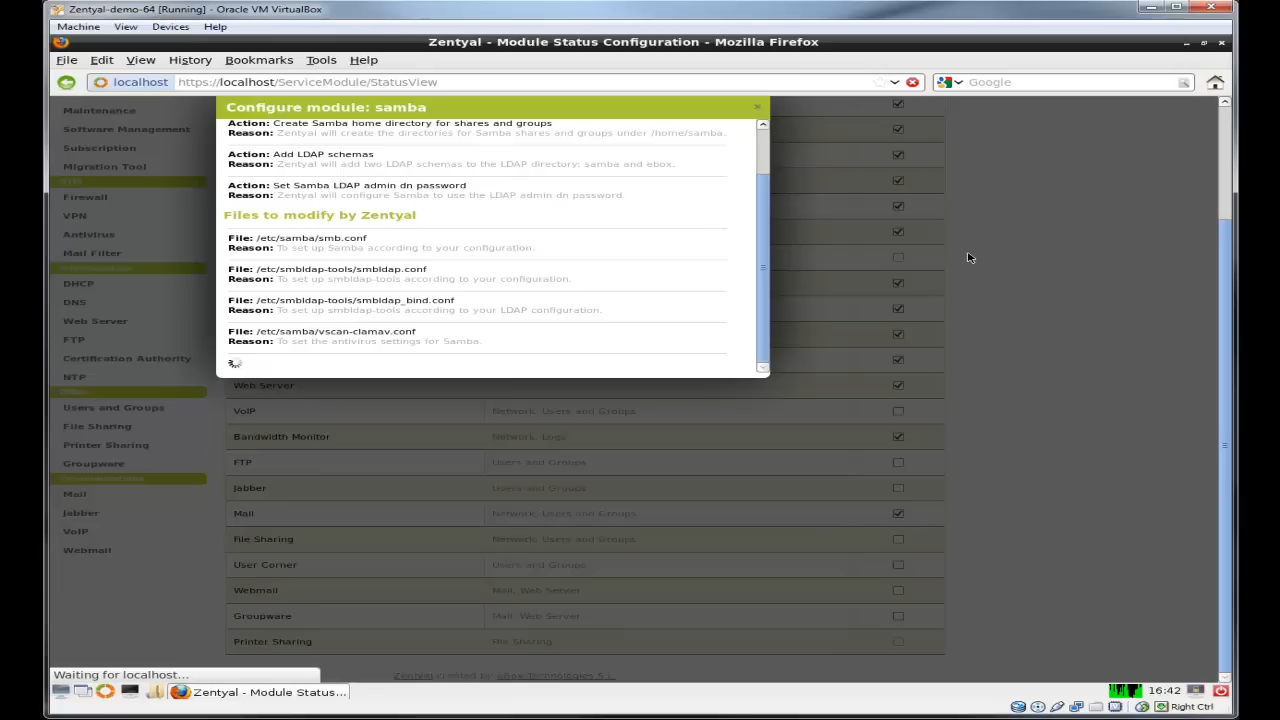 Zentyal-demo-64 [Running] - Oracle VM VirtualBox
Machine View Devices Help
Zentyal - Module Status Configuration - Mozilla Firefox
File Edit View History Bookmarks Tools Help
localhost https://localhost/ServiceModule/StatusView
Google
Maintenance
Software Management
Subscription
Migration Tool
Firewall
VPN
Antivirus
Mail Filter
DHCP
DNS
Web Server
FTP
Certification Authority
NTP
Users and Groups
File Sharing
Printer Sharing
Groupware
Mail
Jabber
VoIP
Webmail
Configure module: samba
Action: Create Samba home directory for shares and groups
Reason: Zentyal will create the directories for Samba shares and groups under /home/samba.
Action: Add LDAP schemas
Reason: Zentyal will add two LDAP schemas to the LDAP directory: samba and ebox.
Action: Set Samba LDAP admin dn password
Reason: Zentyal will configure Samba to use the LDAP admin dn password.
Files to modify by Zentyal
File: /etc/samba/smb.conf
Reason: To set up Samba according to your configuration.
File: /etc/smbldap-tools/smbldap.conf
Reason: To set up smbldap-tools according to your configuration.
File: /etc/smbldap-tools/smbldap_bind.conf
Reason: To set up smbldap-tools according to your LDAP configuration.
File: /etc/samba/vscan-clamav.conf
Reason: To set the antivirus settings for Samba.
Web Server
VoIP Network, Users and Groups
Bandwidth Monitor Network, Logs
FTP Users and Groups
Jabber Users and Groups
Mail Network, Users and Groups
File Sharing Network, Users and Groups
User Corner Users and Groups
Webmail Mail, Web Server
Groupware Mail, Web Server
Printer Sharing File Sharing
Zentyal created by eBox Technologies S.L.
Waiting for localhost...
Zentyal - Module Status...
16:42
Right Ctrl